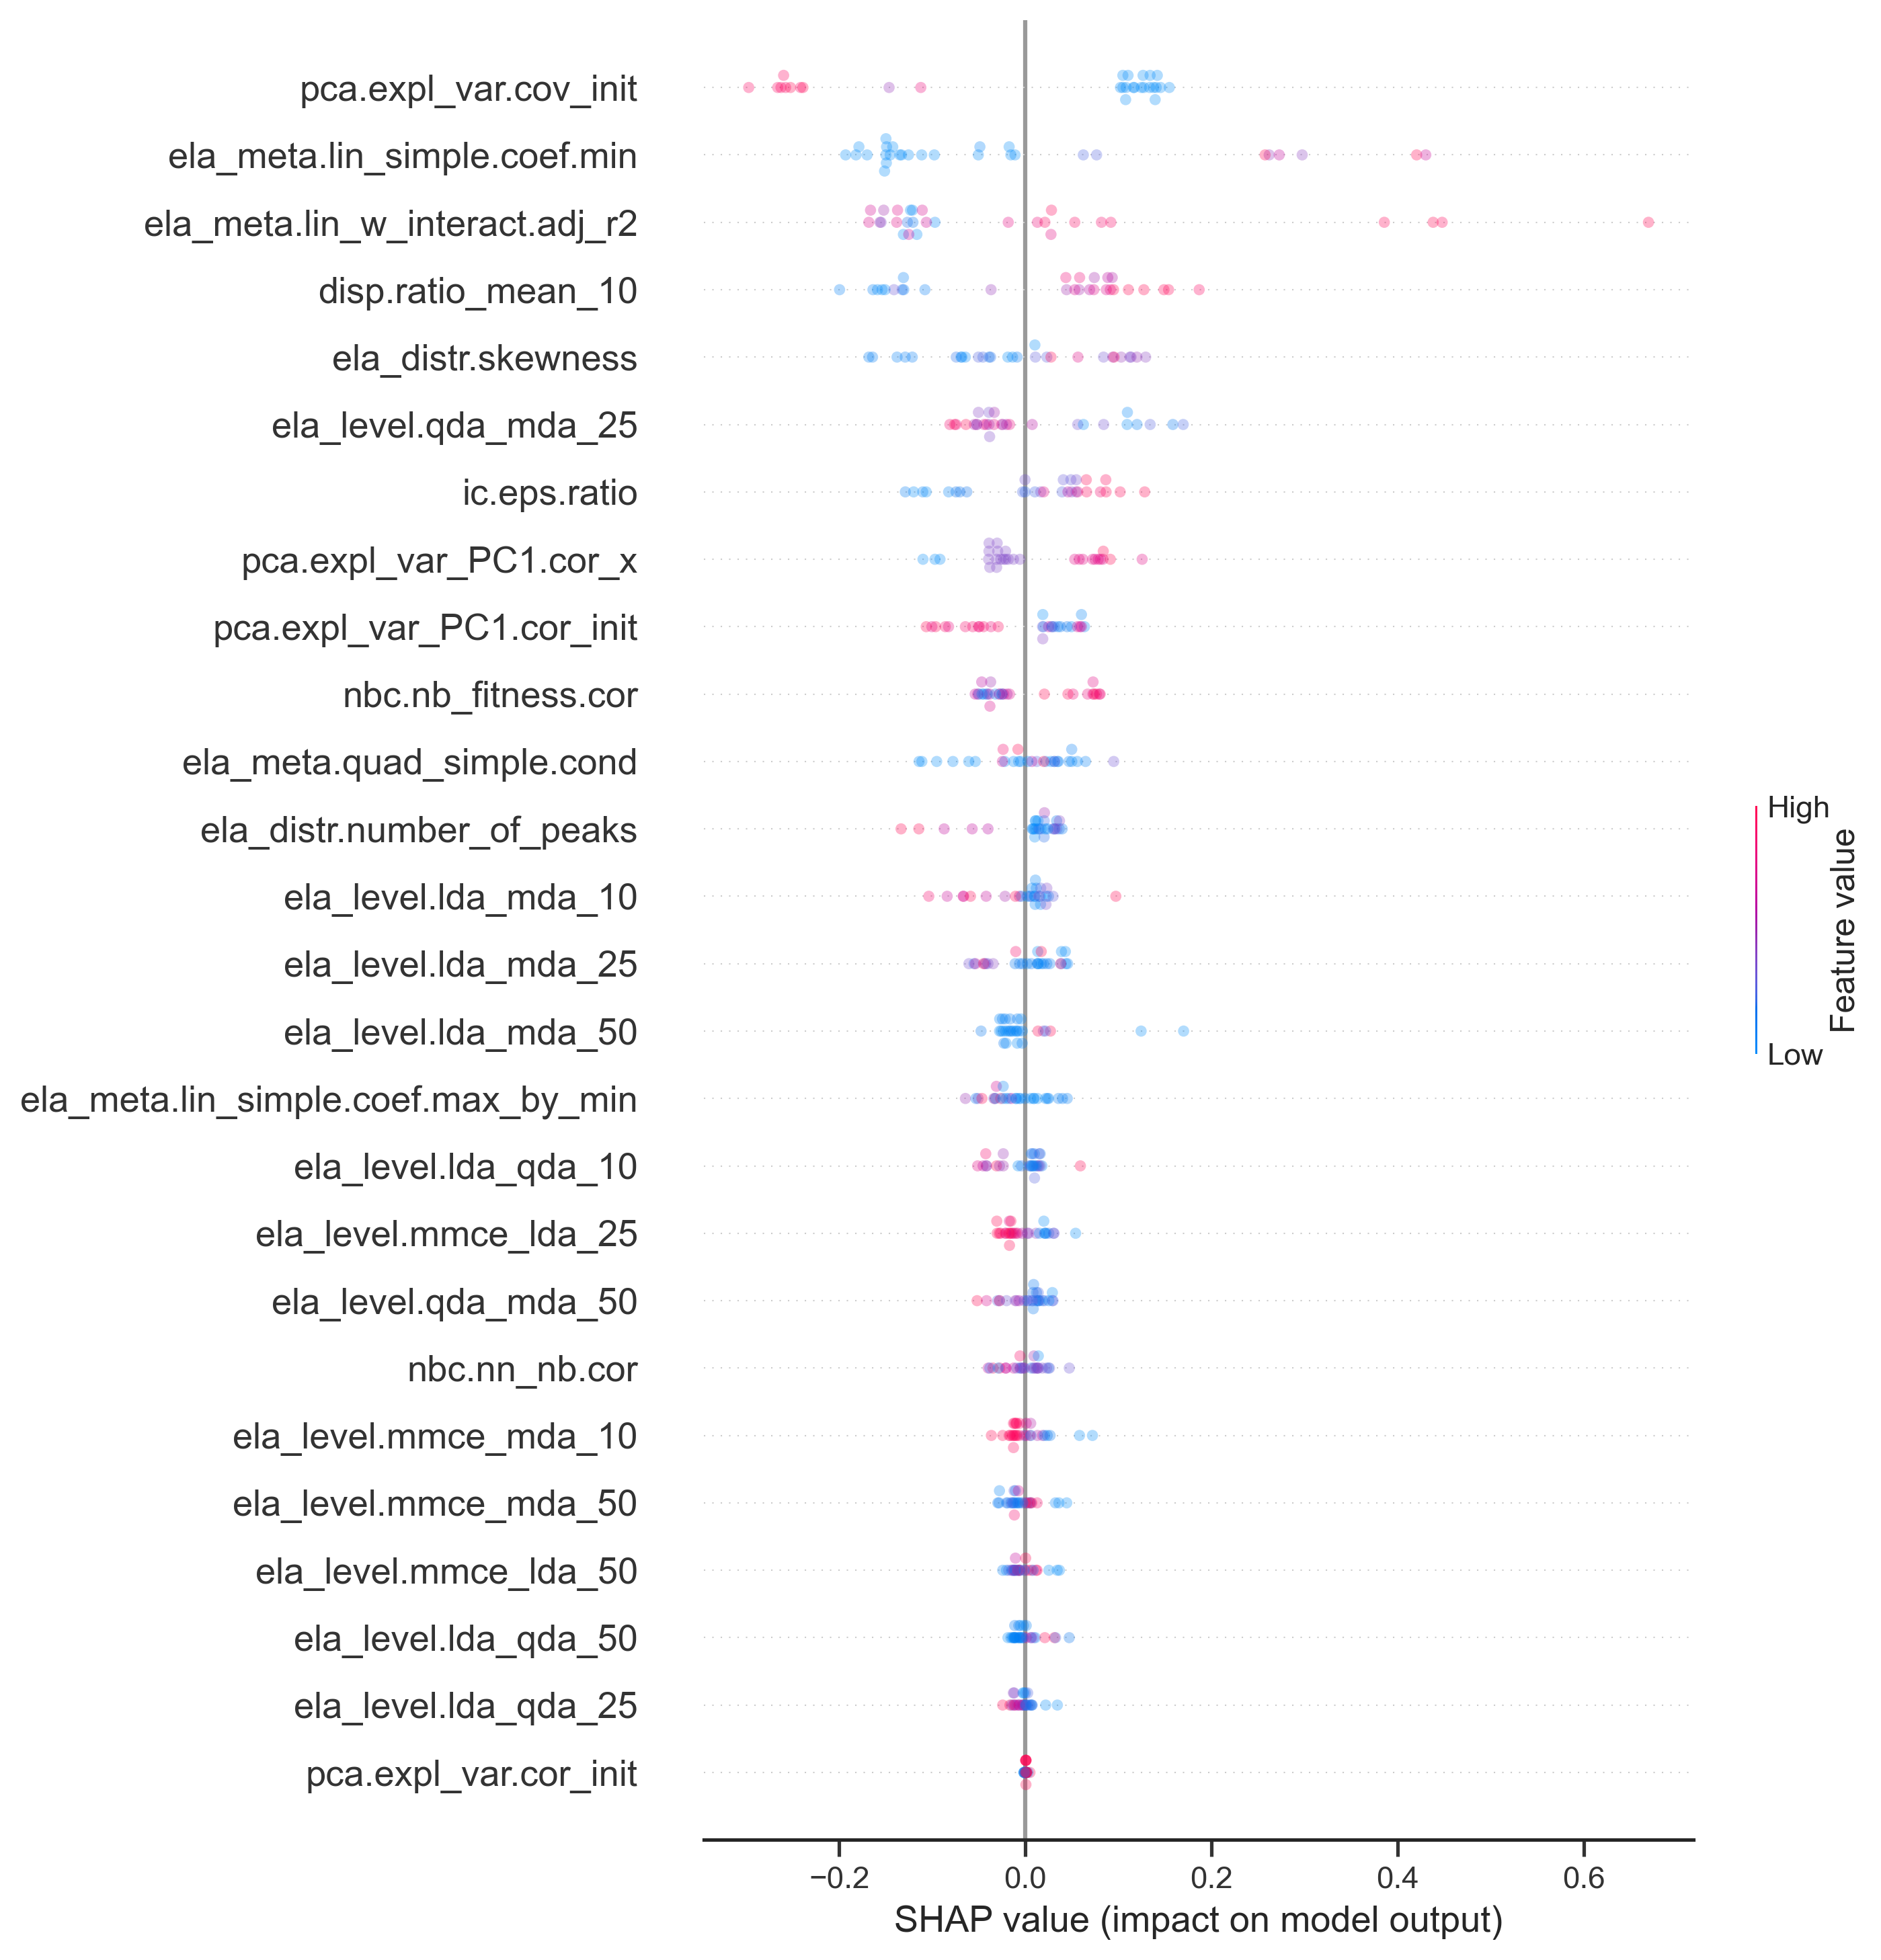 pca.expl_var.cov_init
ela_meta.lin_simple.coef.min
ela_meta.lin_w_interact.adj_r2
disp.ratio_mean_10
ela_distr.skewness
ela_level.qda_mda_25
ic.eps.ratio
pca.expl_var_PC1.cor_x
pca.expl_var_PC1.cor_init
nbc.nb_fitness.cor
ela_meta.quad_simple.cond
ela_distr.number_of_peaks
ela_level.lda_mda_10
ela_level.lda_mda_25
ela_level.lda_mda_50
ela_meta.lin_simple.coef.max_by_min
ela_level.lda_qda_10
ela_level.mmce_lda_25
ela_level.qda_mda_50
nbc.nn_nb.cor
ela_level.mmce_mda_10
ela_level.mmce_mda_50
ela_level.mmce_lda_50
ela_level.lda_qda_50
ela_level.lda_qda_25
pca.expl_var.cor_init
−0.2 0.0 0.2 0.4 0.6
SHAP value (impact on model output)
High
Feature value
Low